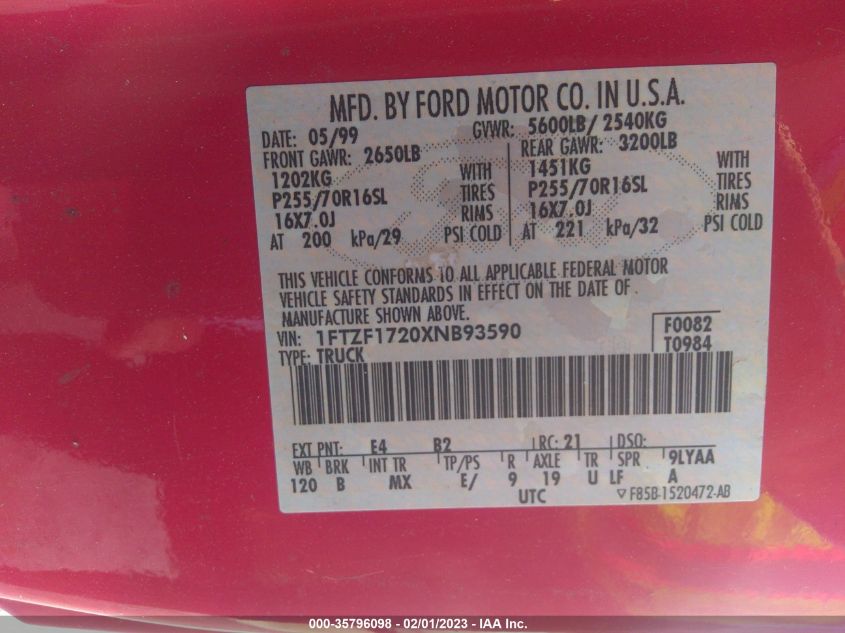 MFD. BY FORD MOTOR CO. IN U.S.A.
DATE: 05/99 GVWR: 5600LB/ 2540KG
FRONT GAWR: 2650LB REAR GAWR: 3200LB
1202KG WITH 1451KG WITH
P255/70R16SL TIRES P255/70R16SL TIRES
16X7.0J RIMS 16X7.0J RIMS
AT 200 kPa/29 PSI COLD AT 221 kPa/32 PSI COLD
THIS VEHICLE CONFORMS TO ALL APPLICABLE FEDERAL MOTOR
VEHICLE SAFETY STANDARDS IN EFFECT ON THE DATE OF
MANUFACTURE SHOWN ABOVE.
VIN: 1FTZF1720XNB93590 F0082
TYPE: TRUCK T0984
EXT PNT: E4 B2 RC: 21 DSO:
WB BRK INT TR TP/PS R AXLE TR SPR 9LYAA
120 B MX E/ 9 19 U LF A
UTC ▽ F85B-1520472-AB
000-35796098 - 02/01/2023 - IAA Inc.